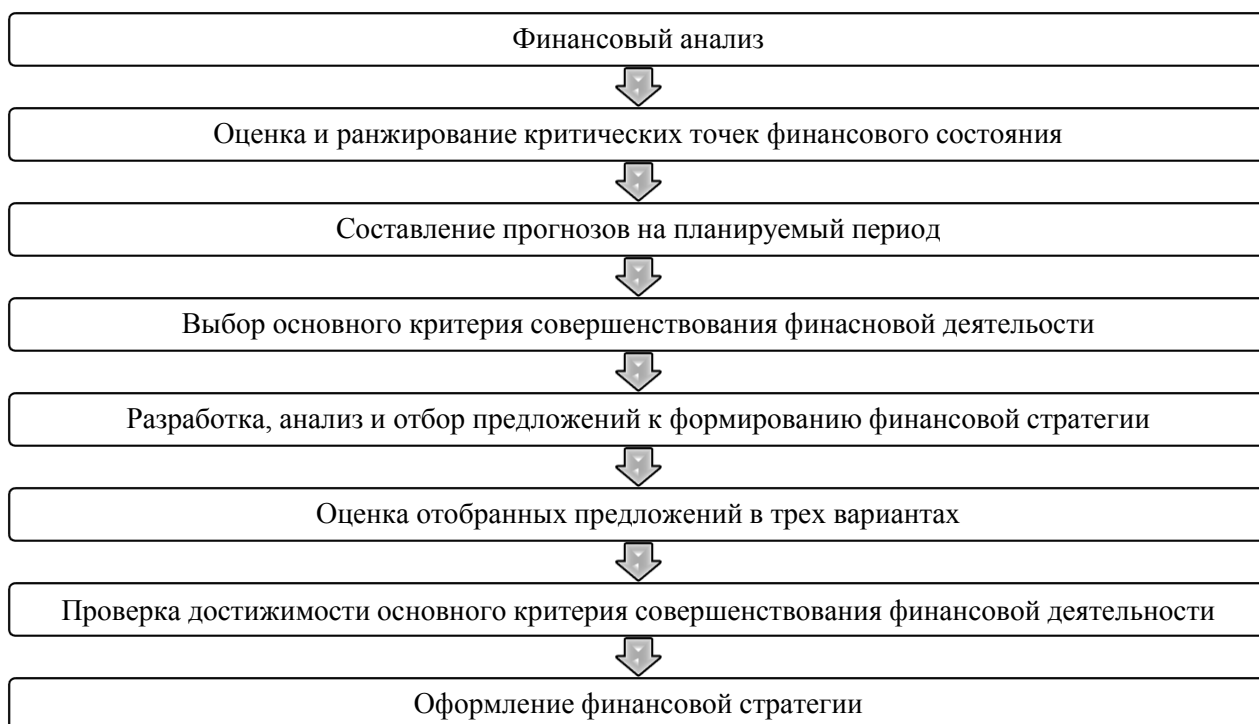 Финансовый анализ
Оценка и ранжирование критических точек финансового состояния
Составление прогнозов на планируемый период
Выбор основного критерия совершенствования финасновой деятельости
Разработка, анализ и отбор предложений к формированию финансовой стратегии
Оценка отобранных предложений в трех вариантах
Проверка достижимости основного критерия совершенствования финансовой деятельности
Оформление финансовой стратегии